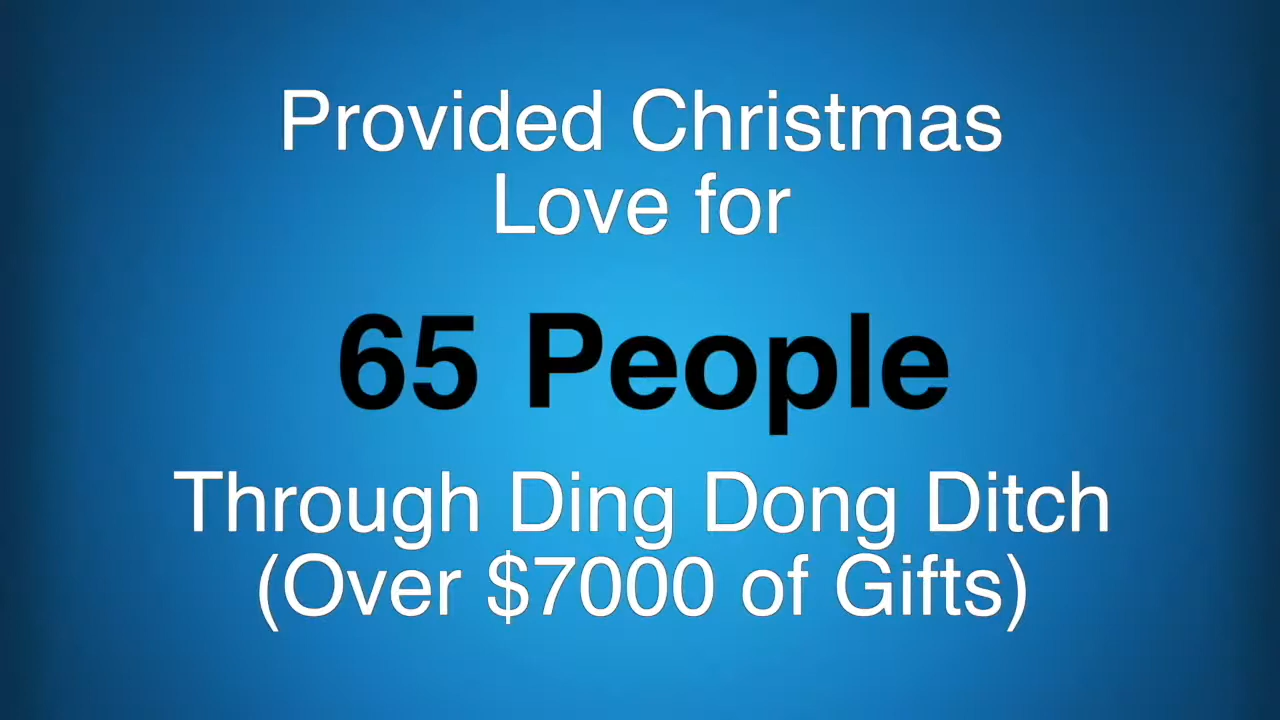 Provided Christmas
Love for
65 People
Through Ding Dong Ditch
(Over $7000 of Gifts)